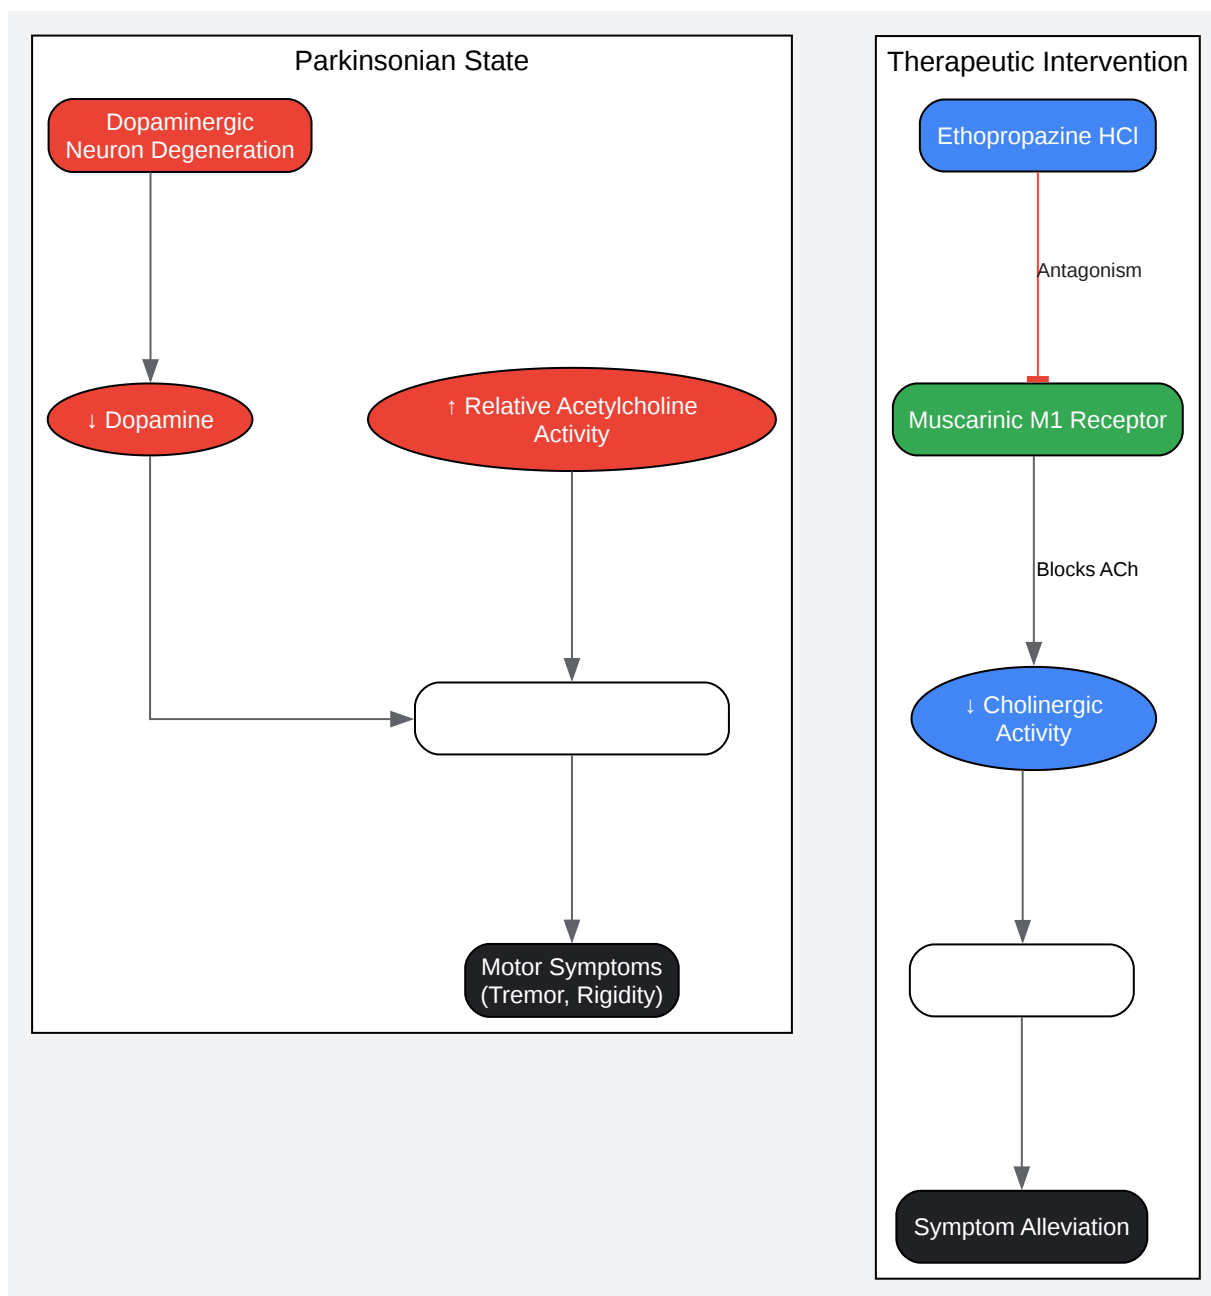 Parkinsonian State
Dopaminergic
Neuron Degeneration
↓ Dopamine
↑ Relative Acetylcholine
Activity
Motor Symptoms
(Tremor, Rigidity)
Therapeutic Intervention
Ethopropazine HCl
Antagonism
Muscarinic M1 Receptor
Blocks ACh
↓ Cholinergic
Activity
Symptom Alleviation